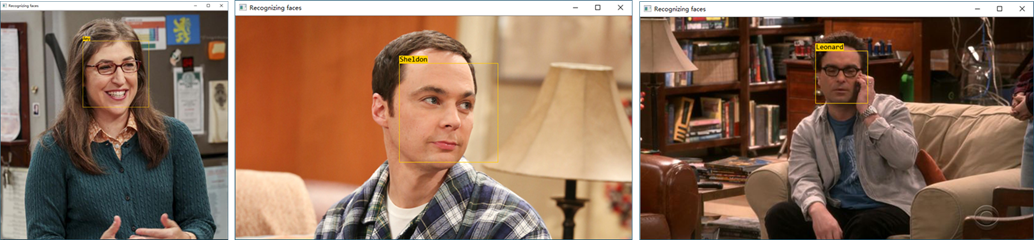 Recognizing faces
Recognizing faces
Sheldon
Recognizing faces
Leonard